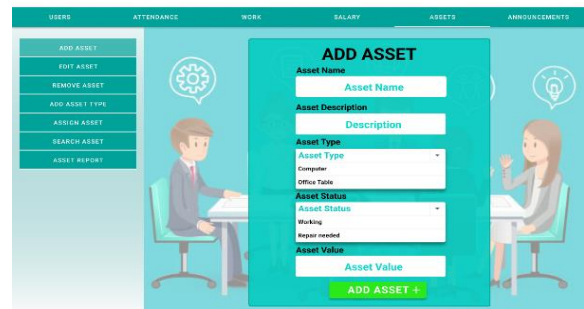 USERS ATTENDANCE WORK SALARY ASSETS ANNOUNCEMENTS
ADD ASSET
EDIT ASSET
REMOVE ASSET
ADD ASSET TYPE
ASSIGN ASSET
SEARCH ASSET
ASSET REPORT
ADD ASSET
Asset Name
Asset Name
Asset Description
Description
Asset Type
Asset Type
Computer
Office Table
Asset Status
Asset Status
Working
Repair needed
Asset Value
Asset Value
ADD ASSET +